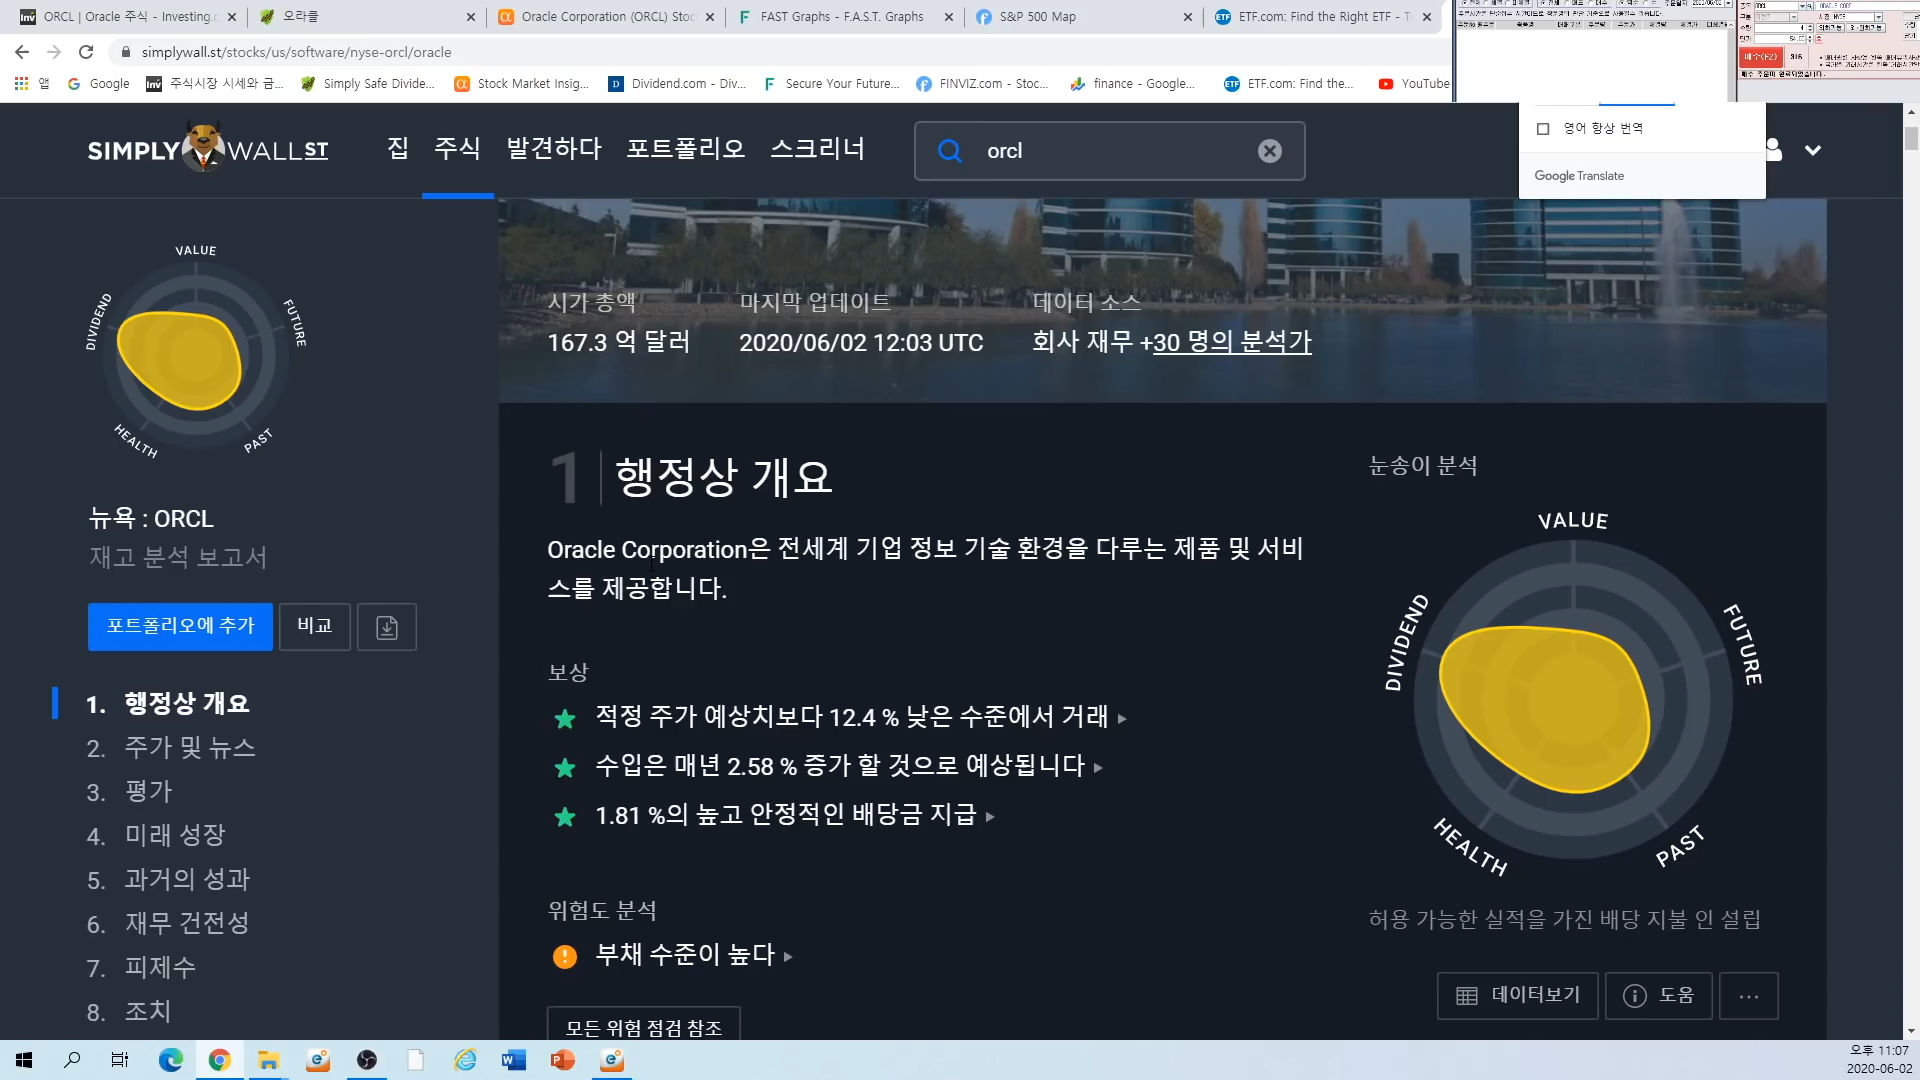 ORCL | Oracle 주식 - Investing.c
오라클
Oracle Corporation (ORCL) Stoc
FAST Graphs - F.A.S.T. Graphs
S&P 500 Map
ETF.com: Find the Right ETF - T
simplywall.st/stocks/us/software/nyse-orcl/oracle
앱
Google
주식시장 시세와 금...
Simply Safe Divide...
Stock Market Insig...
Dividend.com - Div...
Secure Your Future...
FINVIZ.com - Stoc...
finance - Google...
ETF.com: Find the...
YouTube
영어 항상 번역
Google Translate
SIMPLY WALLST
집
주식
발견하다
포트폴리오
스크리너
orcl
VALUE
FUTURE
PAST
HEALTH
DIVIDEND
뉴욕 : ORCL
재고 분석 보고서
포트폴리오에 추가
비교
1. 행정상 개요
2. 주가 및 뉴스
3. 평가
4. 미래 성장
5. 과거의 성과
6. 재무 건전성
7. 피제수
8. 조치
시가 총액
167.3 억 달러
마지막 업데이트
2020/06/02 12:03 UTC
데이터 소스
회사 재무 +30 명의 분석가
1 행정상 개요
Oracle Corporation은 전세계 기업 정보 기술 환경을 다루는 제품 및 서비
스를 제공합니다.
보상
적정 주가 예상치보다 12.4 % 낮은 수준에서 거래
수입은 매년 2.58 % 증가 할 것으로 예상됩니다
1.81 %의 높고 안정적인 배당금 지급
위험도 분석
부채 수준이 높다
모든 위험 점검 참조
눈송이 분석
VALUE
FUTURE
PAST
HEALTH
DIVIDEND
허용 가능한 실적을 가진 배당 지불 인 설립
데이터보기
도움
오후 11:07
2020-06-02